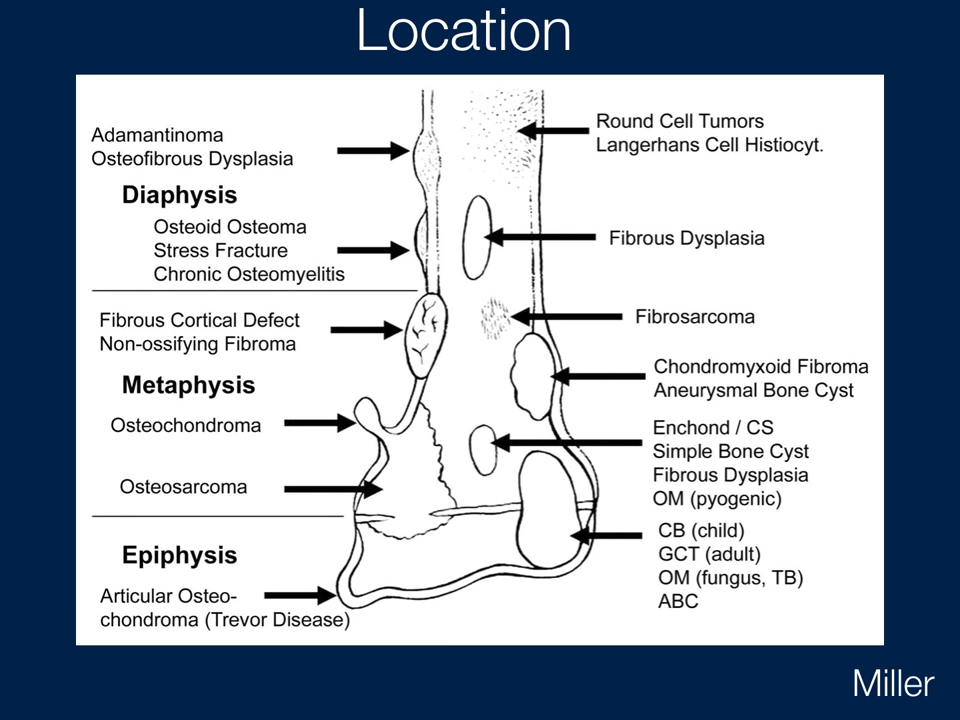 Location
Adamantinoma
Osteofibrous Dysplasia
Diaphysis
Osteoid Osteoma
Stress Fracture
Chronic Osteomyelitis
Fibrous Cortical Defect
Non-ossifying Fibroma
Metaphysis
Osteochondroma
Osteosarcoma
Epiphysis
Articular Osteo-
chondroma (Trevor Disease)
Round Cell Tumors
Langerhans Cell Histiocyt.
Fibrous Dysplasia
Fibrosarcoma
Chondromyxoid Fibroma
Aneurysmal Bone Cyst
Enchond / CS
Simple Bone Cyst
Fibrous Dysplasia
OM (pyogenic)
CB (child)
GCT (adult)
OM (fungus, TB)
ABC
Miller